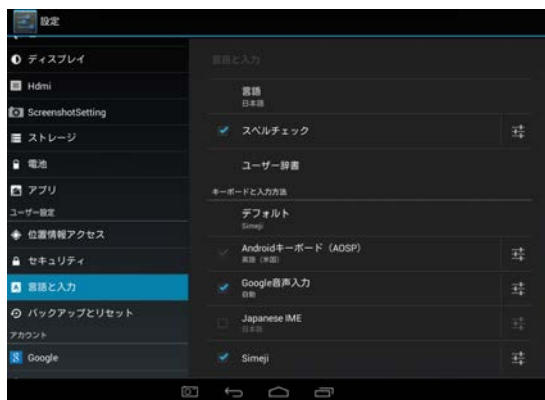 設定
ディスプレイ
Hdmi
ScreenshotSetting
ストレージ
電池
アプリ
ユーザー設定
位置情報アクセス
セキュリティ
言語と入力
バックアップとリセット
アカウント
Google
言語と入力
言語
日本語
スペルチェック
ユーザー辞書
キーボードと入力方法
デフォルト
Simeji
Androidキーボード（AOSP）
英語（米国）
Google音声入力
自動
Japanese IME
日本語
Simeji